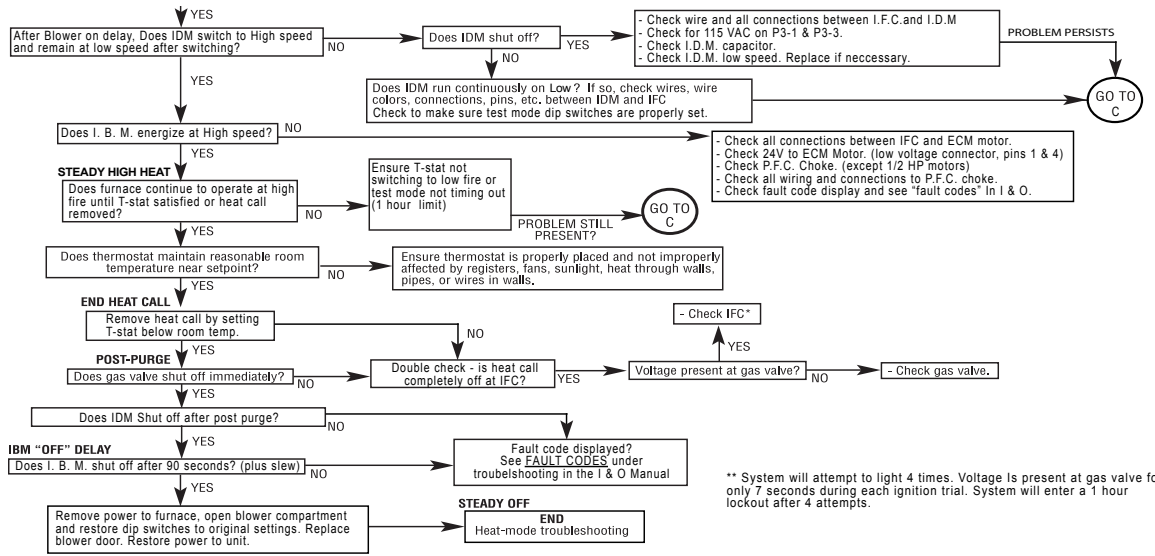 YES
After Blower on delay, Does IDM switch to High speed
and remain at low speed after switching?
NO
Does IDM shut off?
YES
- Check wire and all connections between I.F.C.and I.D.M
- Check for 115 VAC on P3-1 & P3-3.
- Check I.D.M. capacitor.
- Check I.D.M. low speed. Replace if neccessary.
PROBLEM PERSISTS
NO
YES
Does IDM run continuously on Low? If so, check wires, wire
colors, connections, pins, etc. between IDM and IFC
Check to make sure test mode dip switches are properly set.
GO TO
C
Does I. B. M. energize at High speed?
NO
- Check all connections between IFC and ECM motor.
- Check 24V to ECM Motor. (low voltage connector, pins 1 & 4)
- Check P.F.C. Choke. (except 1/2 HP motors)
- Check all wiring and connections to P.F.C. choke.
- Check fault code display and see "fault codes" In I & O.
YES
STEADY HIGH HEAT
Does furnace continue to operate at high
fire until T-stat satisfied or heat call
removed?
NO
Ensure T-stat not
switching to low fire or
test mode not timing out
(1 hour limit)
PROBLEM STILL
PRESENT?
GO TO
C
YES
Does thermostat maintain reasonable room
temperature near setpoint?
NO
Ensure thermostat is properly placed and not improperly
affected by registers, fans, sunlight, heat through walls,
pipes, or wires in walls.
YES
END HEAT CALL
Remove heat call by setting
T-stat below room temp.
NO
- Check IFC*
YES
YES
POST-PURGE
Does gas valve shut off immediately?
NO
Double check - is heat call
completely off at IFC?
YES
Voltage present at gas valve?
NO
- Check gas valve.
YES
Does IDM Shut off after post purge?
NO
YES
IBM "OFF" DELAY
Does I. B. M. shut off after 90 seconds? (plus slew)
NO
Fault code displayed?
See FAULT CODES under
troubelshooting in the I & O Manual
YES
** System will attempt to light 4 times. Voltage Is present at gas valve fo
only 7 seconds during each ignition trial. System will enter a 1 hour
lockout after 4 attempts.
Remove power to furnace, open blower compartment
and restore dip switches to original settings. Replace
blower door. Restore power to unit.
STEADY OFF
END
Heat-mode troubleshooting